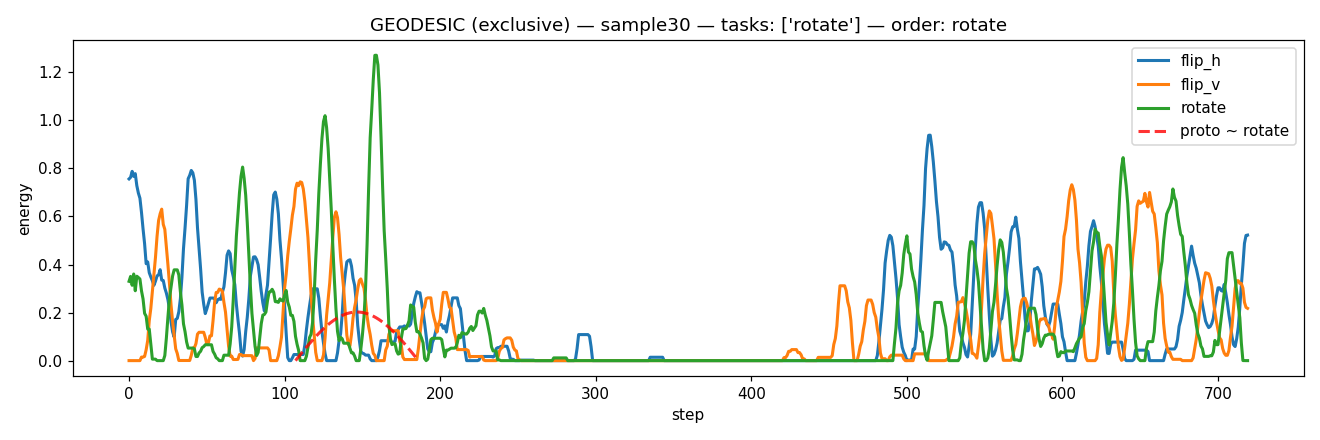 GEODESIC (exclusive) — sample30 — tasks: ['rotate'] — order: rotate
flip_h
flip_v
rotate
proto ~ rotate
energy
1.2
1.0
0.8
0.6
0.4
0.2
0.0
0 100 200 300 400 500 600 700
step